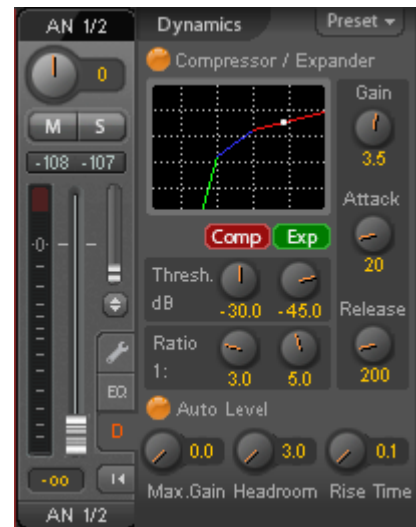 AN 1/2
Dynamics
Preset
Compressor / Expander
0
Gain
M S
3.5
-108 -107
Attack
20
Comp Exp
-0-
Thresh.
dB
-30.0 -45.0
Release
Ratio
1:
3.0 5.0
200
EQ
D
Auto Level
0.0 3.0 0.1
-oo
Max.Gain Headroom Rise Time
AN 1/2